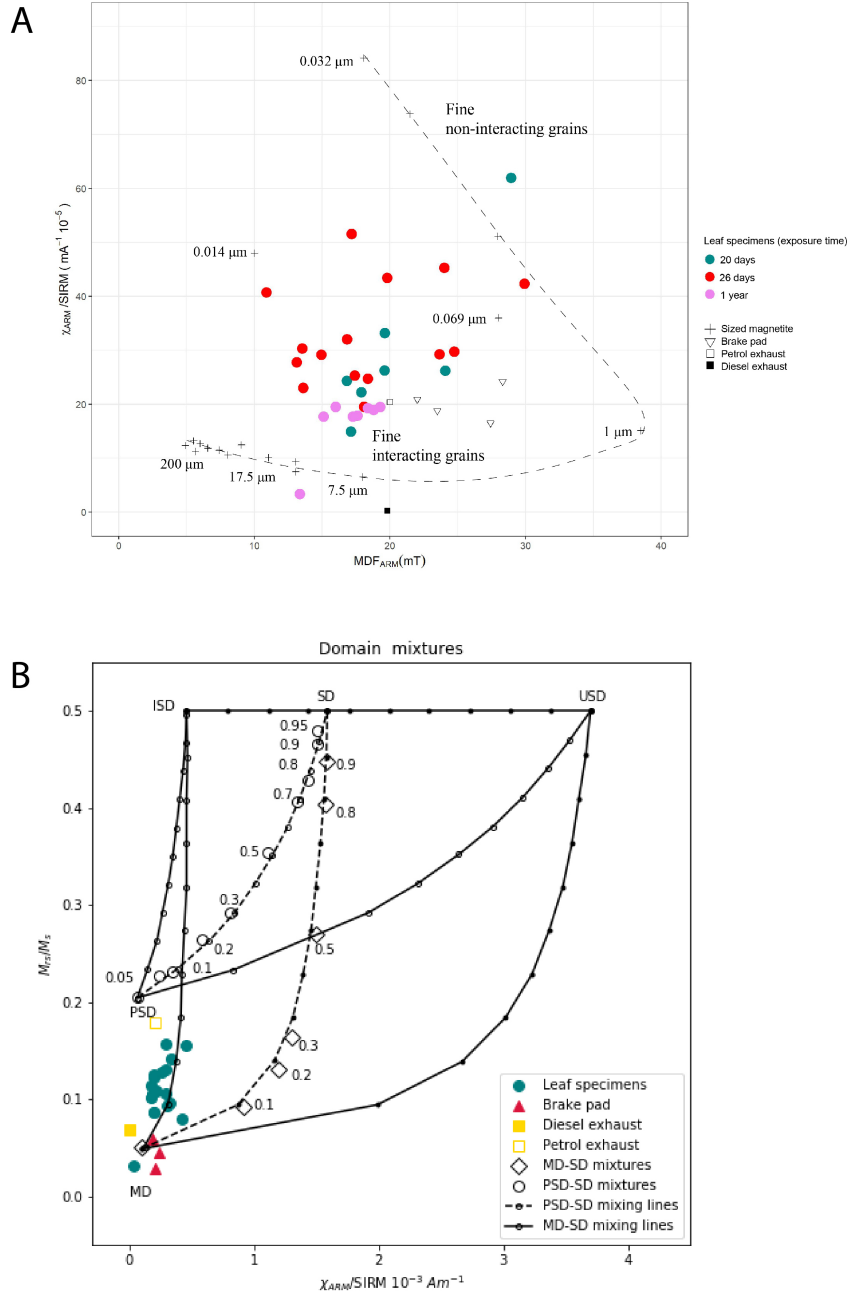 A
80
60
40
20
0
0
10
20
30
40
χARM /SIRM ( mA⁻¹ 10⁻⁵)
MDFARM(mT)
0.032 μm
Fine
non-interacting grains
0.014 μm
0.069 μm
Fine
interacting grains
1 μm
200 μm
17.5 μm
7.5 μm
Leaf specimens (exposure time)
20 days
26 days
1 year
Sized magnetite
Brake pad
Petrol exhaust
Diesel exhaust
B
Domain mixtures
ISD
SD
USD
0.5
0.4
0.3
0.2
0.1
0.0
Mrs/Ms
0.95
0.9
0.9
0.8
0.8
0.7
0.5
0.5
0.3
0.2
0.1
0.05
PSD
0.3
0.2
0.1
MD
Leaf specimens
Brake pad
Diesel exhaust
Petrol exhaust
MD-SD mixtures
PSD-SD mixtures
PSD-SD mixing lines
MD-SD mixing lines
0
1
2
3
4
χARM/SIRM 10⁻³ Am⁻¹